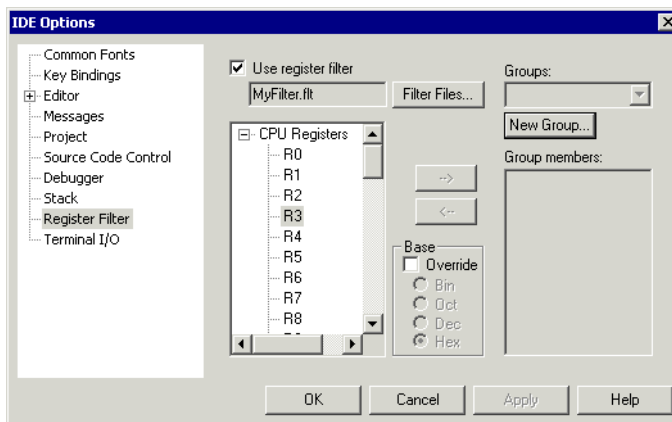 IDE Options
Common Fonts
Key Bindings
Editor
Messages
Project
Source Code Control
Debugger
Stack
Register Filter
Terminal I/O
Use register filter
MyFilter.flt
Filter Files...
CPU Registers
R0
R1
R2
R3
R4
R5
R6
R7
R8
-->
<--
Base
Override
Bin
Oct
Dec
Hex
Groups:
New Group...
Group members:
OK
Cancel
Apply
Help